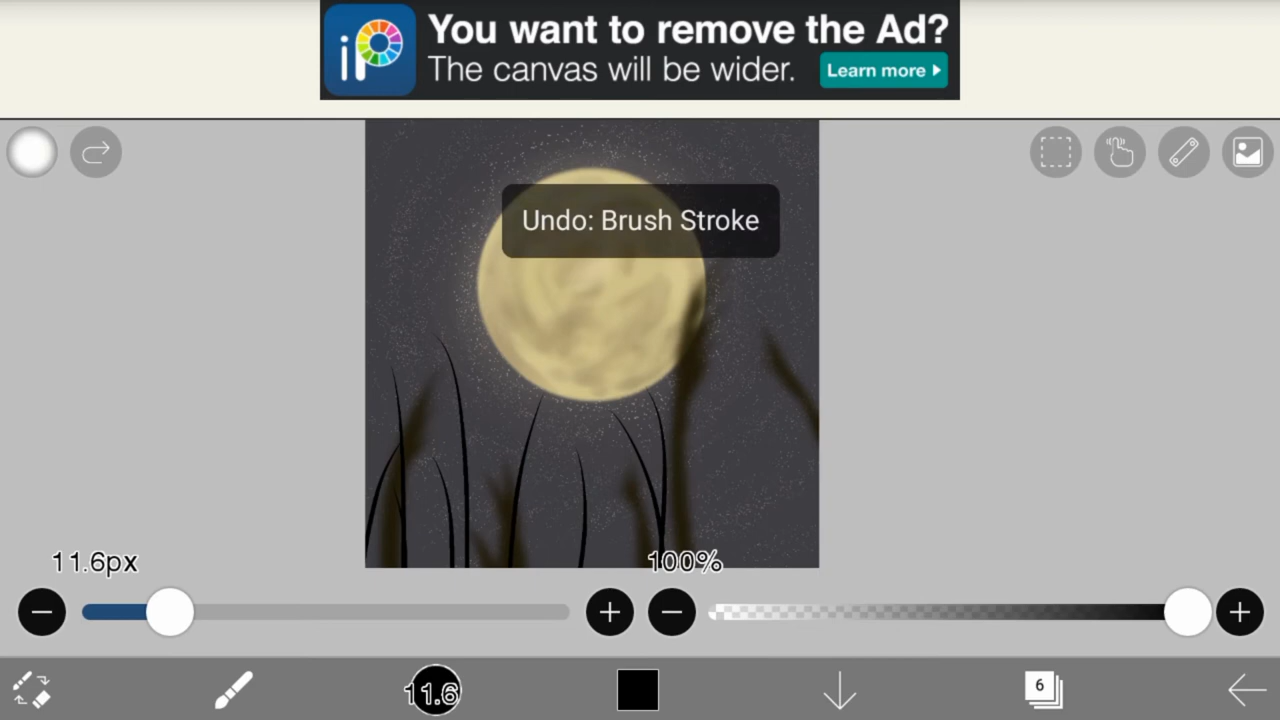 iP
You want to remove the Ad?
The canvas will be wider.
Learn more
Undo: Brush Stroke
11.6px
100%
11.6
6